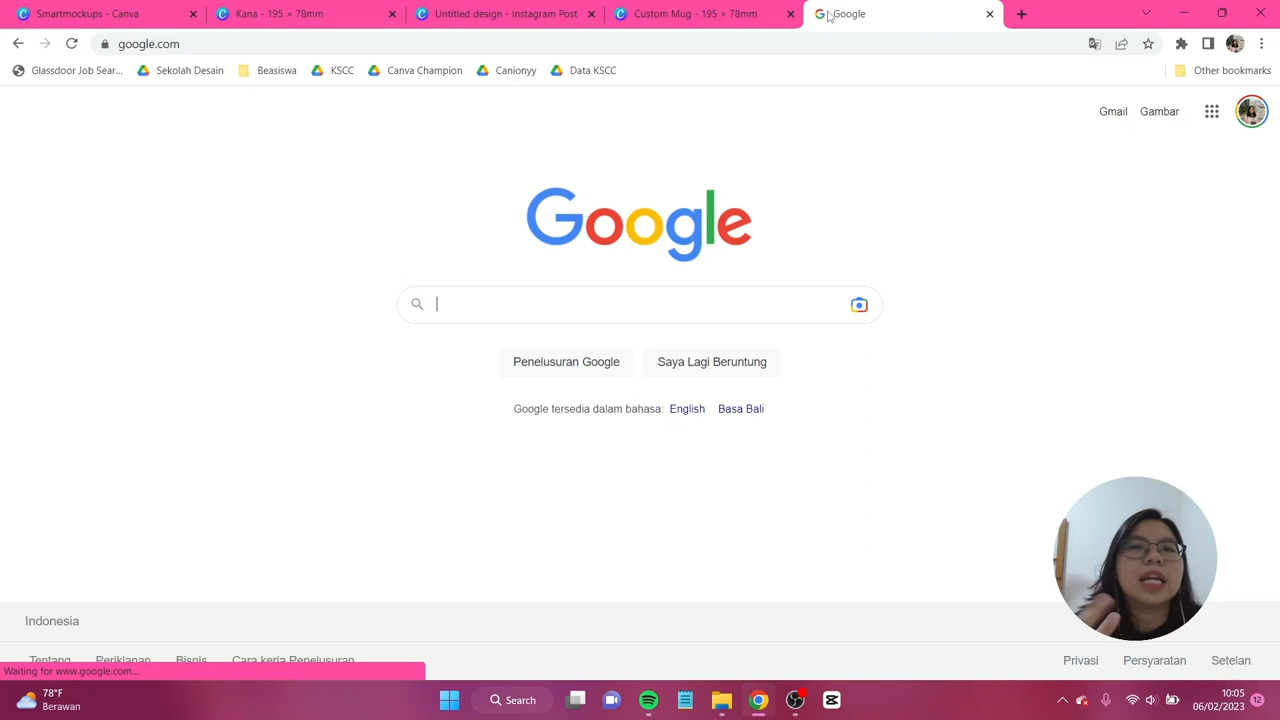 Smartmockups - Canva
Kana - 195 × 78mm
Untitled design - Instagram Post
Custom Mug - 195 × 78mm
Google
google.com
Glassdoor Job Sear...
Sekolah Desain
Beasiswa
KSCC
Canva Champion
Canionyy
Data KSCC
Other bookmarks
Gmail
Gambar
Google
Penelusuran Google
Saya Lagi Beruntung
Google tersedia dalam bahasa: English Basa Bali
Indonesia
Tentang
Periklanan
Bisnis
Cara kerja Penelusuran
Privasi
Persyaratan
Setelan
Waiting for www.google.com...
78°F
Berawan
Search
10:05
06/02/2023
12